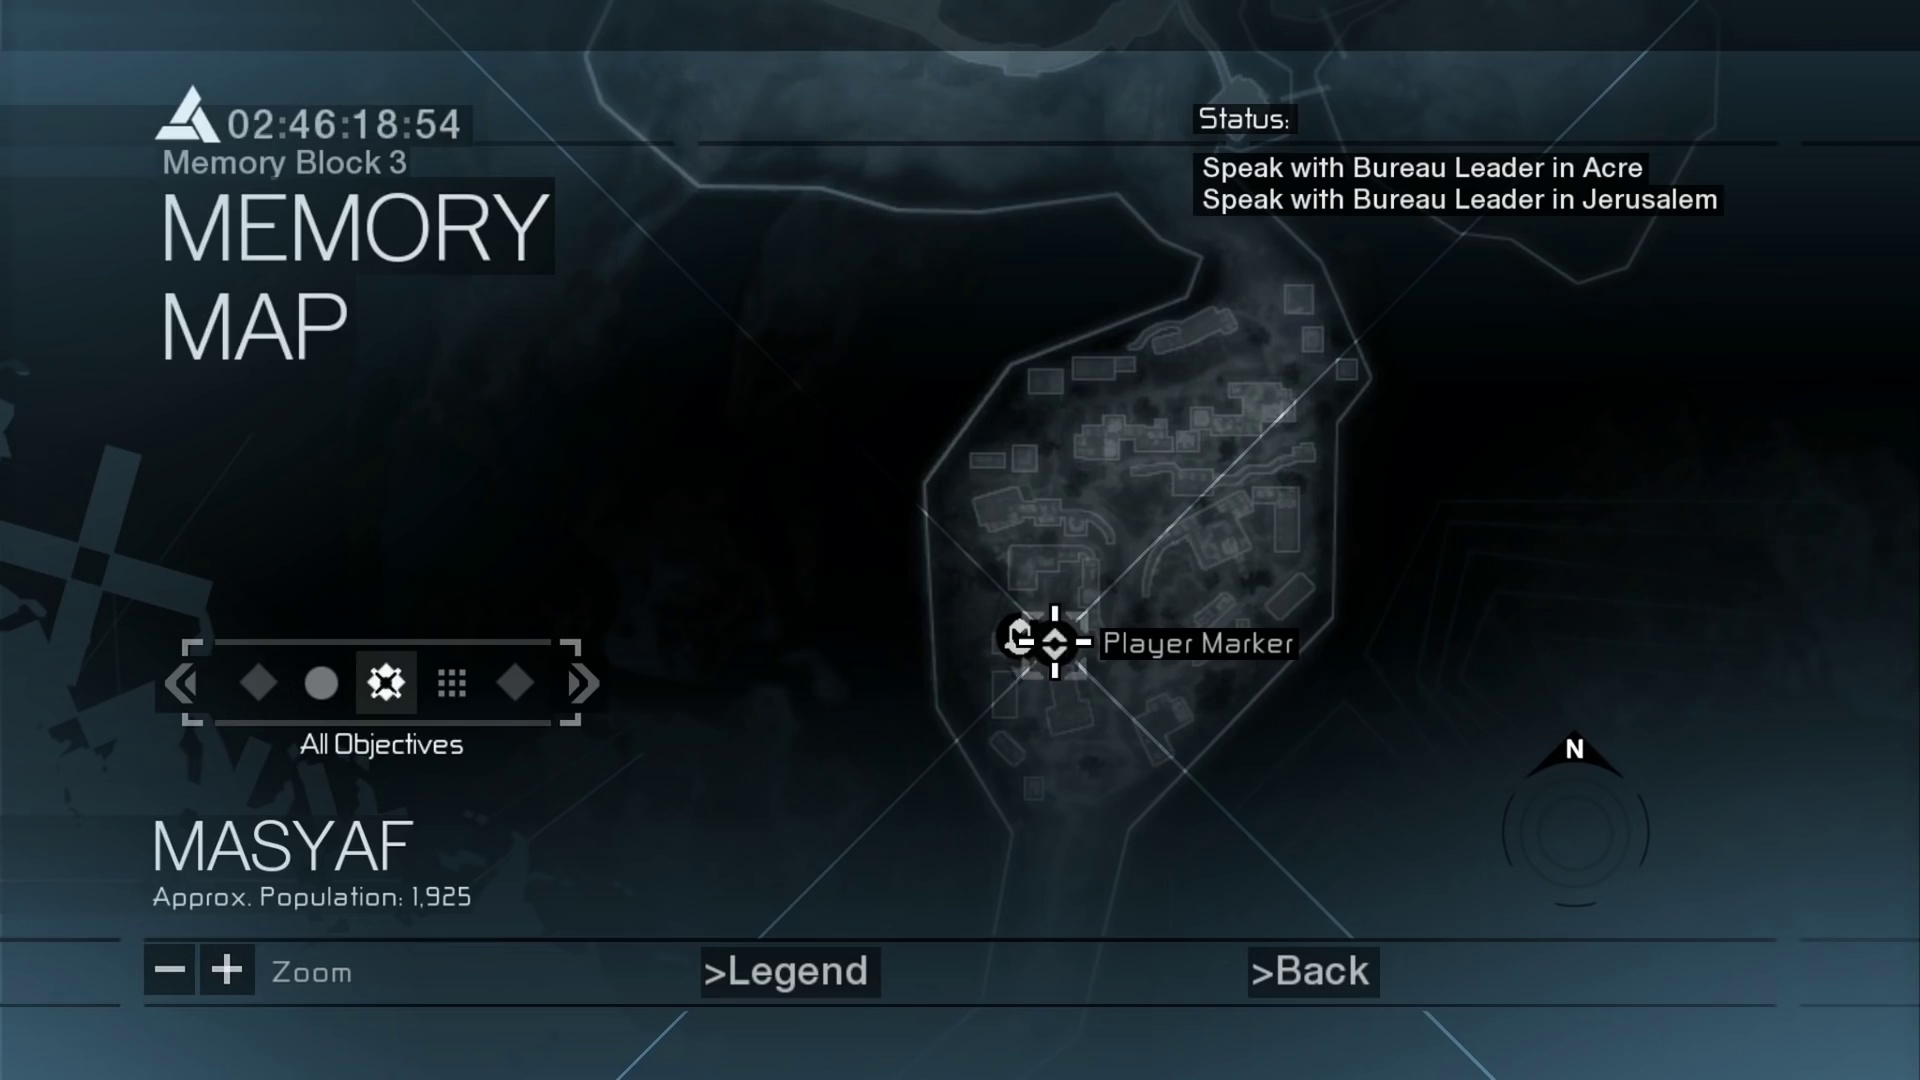 02:46:18:54
Memory Block 3
MEMORY
MAP
Status:
Speak with Bureau Leader in Acre
Speak with Bureau Leader in Jerusalem
Player Marker
All Objectives
N
MASYAF
Approx. Population: 1,925
- + Zoom
>Legend
>Back